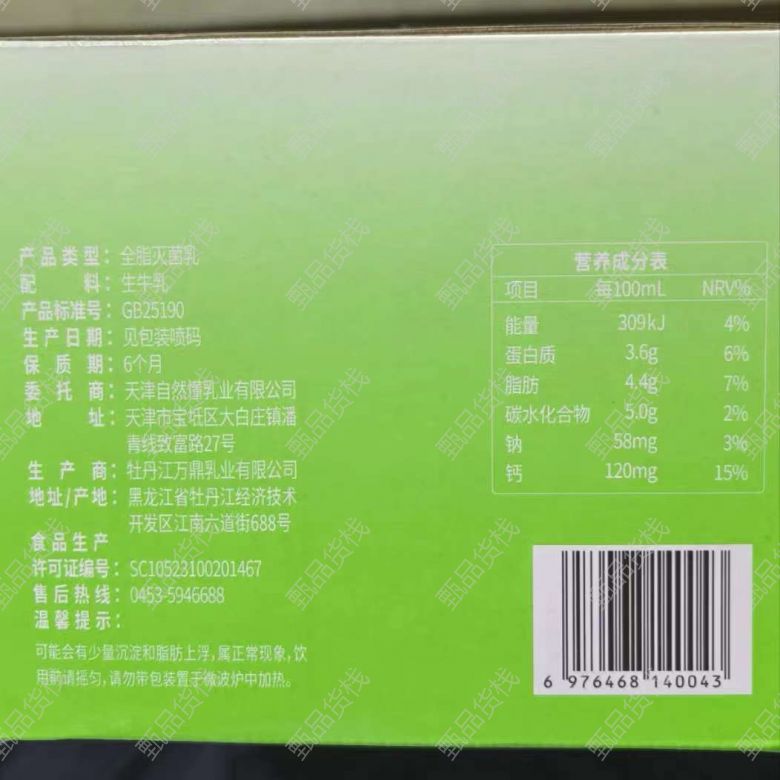 产品类型：全脂灭菌乳
配料：生牛乳
产品标准号：GB25190
生产日期：见包装喷码
保质期：6个月
委托商：天津自然懂乳业有限公司
地址：天津市宝坻区大白庄镇潘
青线致富路27号
生产商：牡丹江万鼎乳业有限公司
地址/产地：黑龙江省牡丹江经济技术
开发区江南六道街688号
食品生产
许可证编号：SC10523100201467
售后热线：0453-5946688
温馨提示：
可能会有少量沉淀和脂肪上浮，属正常现象，饮
用前请摇匀，请勿带包装置于微波炉中加热。
营养成分表
项目 每100mL NRV%
能量 309kJ 4%
蛋白质 3.6g 6%
脂肪 4.4g 7%
碳水化合物 5.0g 2%
钠 58mg 3%
钙 120mg 15%
6 976468 140043
甄品货栈